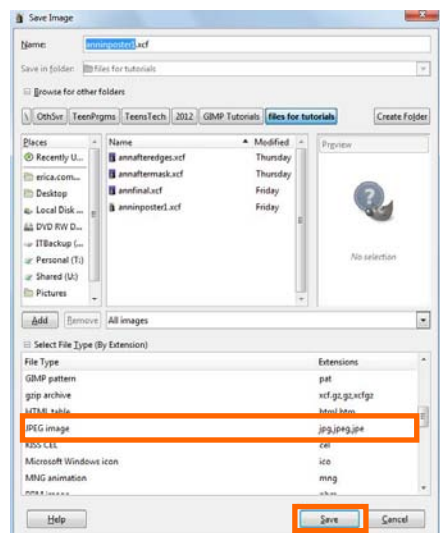 Save Image
Name: anninposter1.xcf
Save in folder: files for tutorials
Browse for other folders
\ OthSvr TeenPrgms TeensTech 2012 GIMP Tutorials files for tutorials Create Folder
Places Name Modified Preview
Recently U... annafteredges.xcf Thursday
erica.com... annaftermask.xcf Thursday
Desktop annfinal.xcf Friday
Local Disk ... anninposter1.xcf Friday
DVD RW D...
ITBackup (... No selection
Personal (T:)
Shared (U:)
Pictures
Add Remove All images
Select File Type (By Extension)
File Type Extensions
GIMP pattern pat
gzip archive xcf.gz,gz,xcfgz
HTML table html,htm
JPEG image jpg,jpeg,jpe
KISS CEL cel
Microsoft Windows icon ico
MNG animation mng
Help Save Cancel